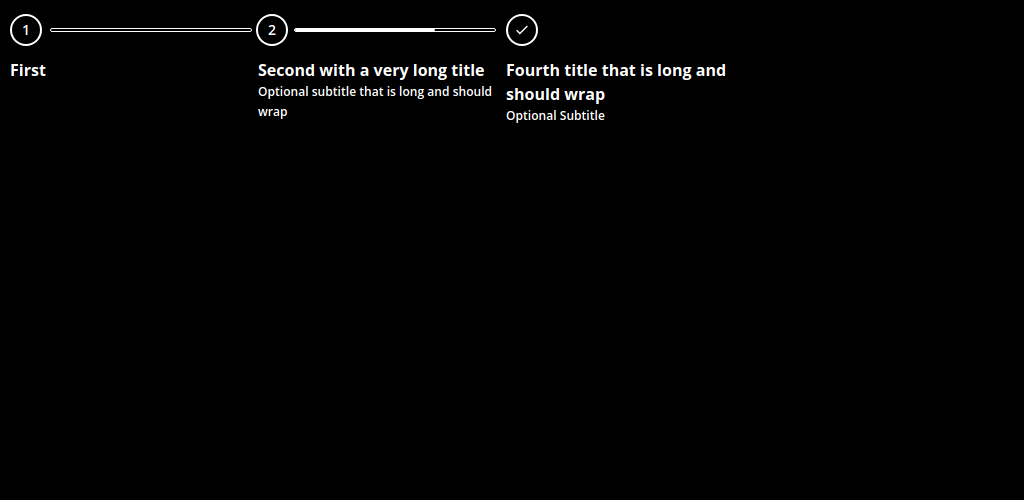 1
2
First
Second with a very long title
Optional subtitle that is long and should
wrap
Fourth title that is long and
should wrap
Optional Subtitle